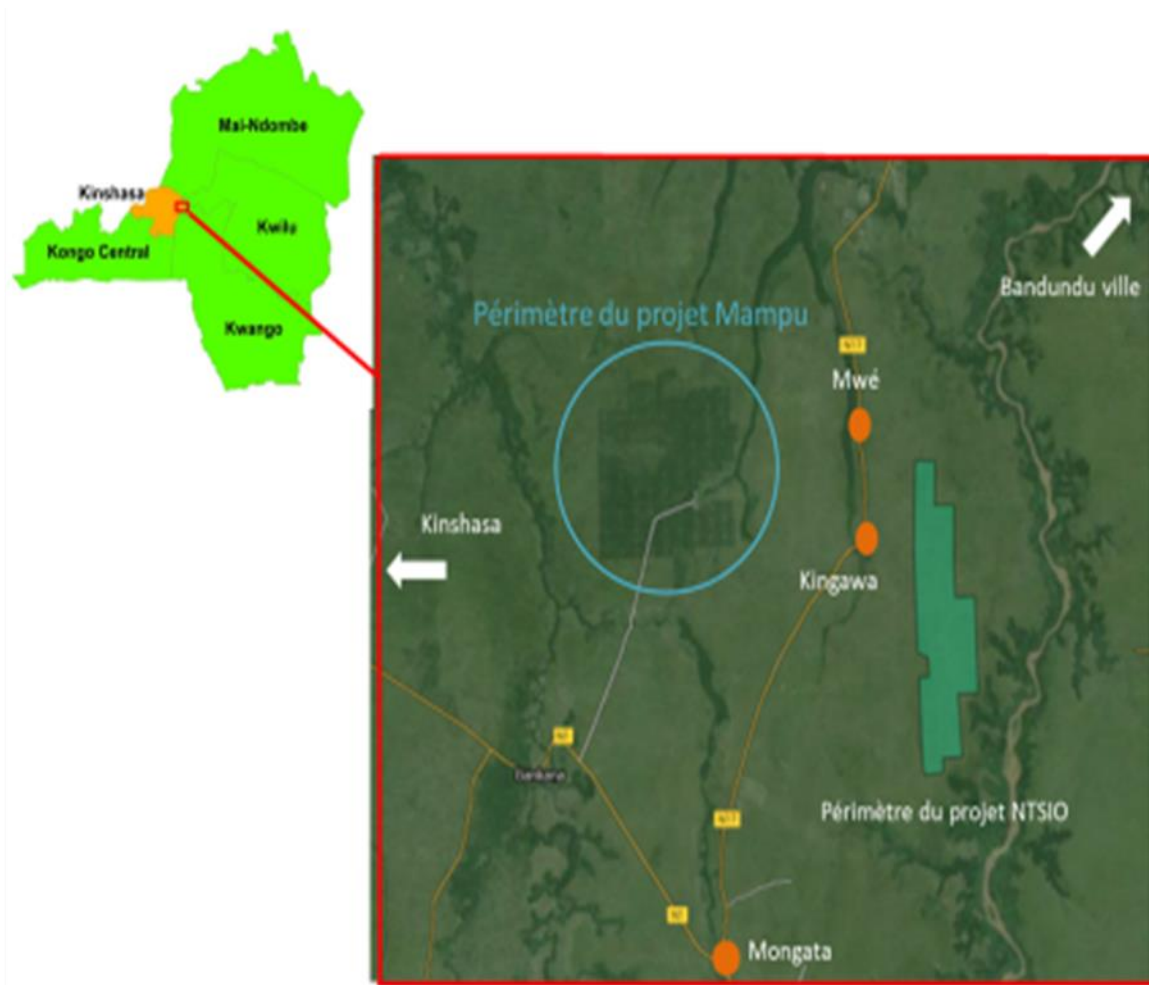 Mai-Ndombe
Kinshasa
Kwilu
Kongo Central
Kwango
Bandundu ville
Périmètre du projet Mampu
N17
Mwé
Kinshasa
Kingawa
N1
Périmètre du projet NTSIO
N17
N1
Mongata